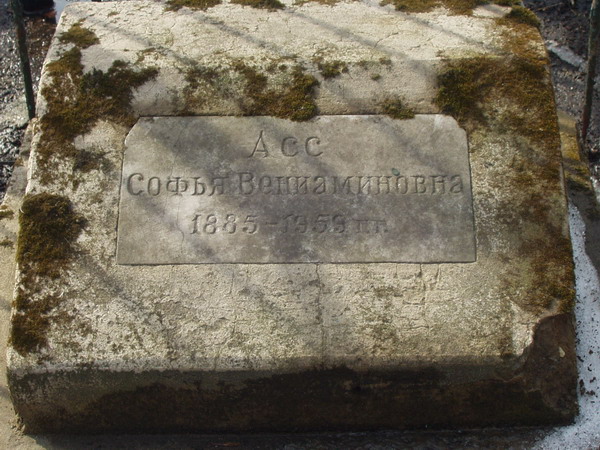 Асс
Софья Вениаминовна
1885-1959 гг.